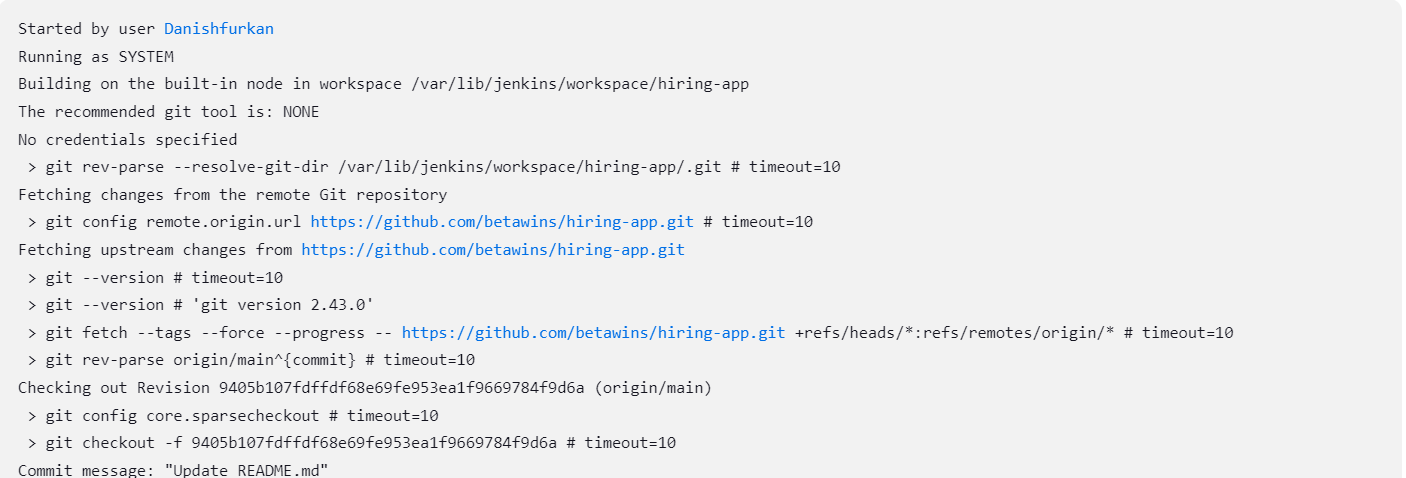 Started by user Danishfurkan
Running as SYSTEM
Building on the built-in node in workspace /var/lib/jenkins/workspace/hiring-app
The recommended git tool is: NONE
No credentials specified
 > git rev-parse --resolve-git-dir /var/lib/jenkins/workspace/hiring-app/.git # timeout=10
Fetching changes from the remote Git repository
 > git config remote.origin.url https://github.com/betawins/hiring-app.git # timeout=10
Fetching upstream changes from https://github.com/betawins/hiring-app.git
 > git --version # timeout=10
 > git --version # 'git version 2.43.0'
 > git fetch --tags --force --progress -- https://github.com/betawins/hiring-app.git +refs/heads/*:refs/remotes/origin/* # timeout=10
 > git rev-parse origin/main^{commit} # timeout=10
Checking out Revision 9405b107fdffdf68e69fe953ea1f9669784f9d6a (origin/main)
 > git config core.sparsecheckout # timeout=10
 > git checkout -f 9405b107fdffdf68e69fe953ea1f9669784f9d6a # timeout=10
Commit message: "Update README.md"